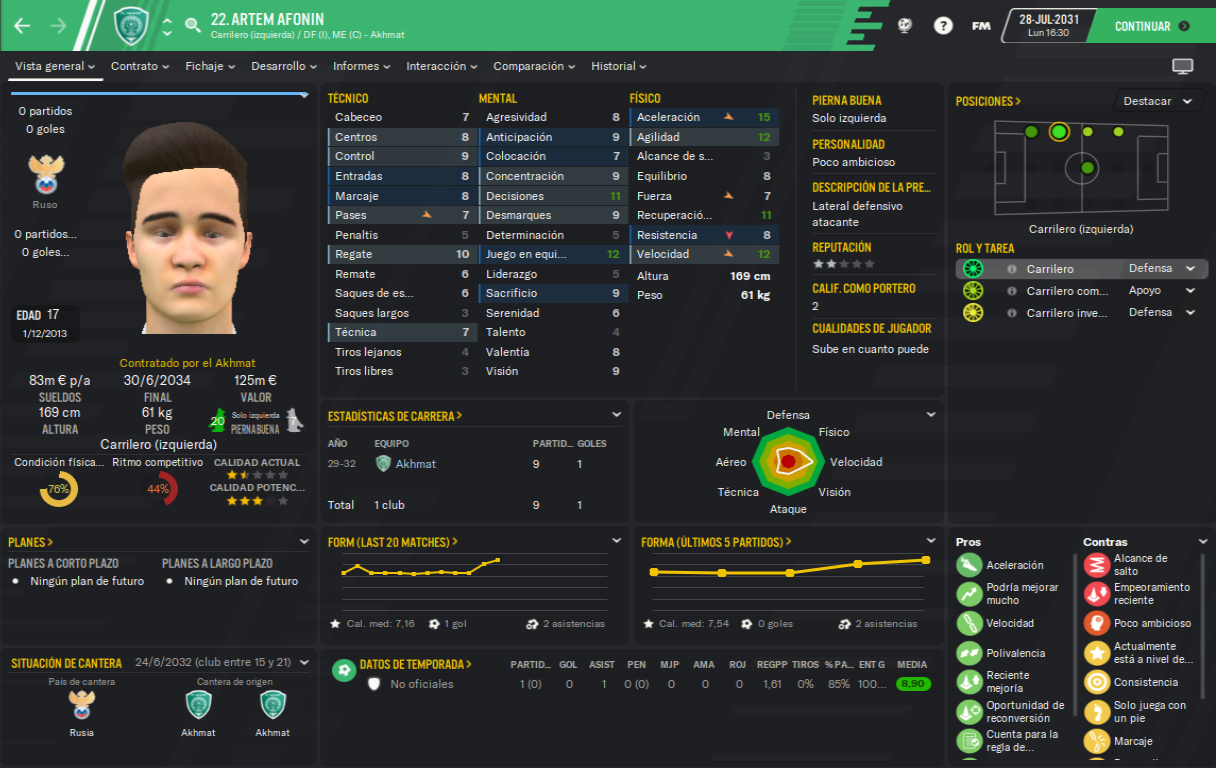 22. ARTEM AFONIN
Carrilero (izquierda) / DF (I), ME (C) - Akhmat
?
FM
28-JUL-2031
Lun 16:30
CONTINUAR
Vista general
Contrato
Fichaje
Desarrollo
Informes
Interacción
Comparación
Historial
0 partidos
0 goles
Ruso
0 partidos...
0 goles...
EDAD 17
1/12/2013
Contratado por el Akhmat
83m € p/a
30/6/2034
125m €
SUELDOS
FINAL
VALOR
169 cm
61 kg
20
Solo izquierda
7
ALTURA
PESO
PIERNA BUENA
Carrilero (izquierda)
Condición física...
Ritmo competitivo
CALIDAD ACTUAL
76%
44%
CALIDAD POTENC...
TÉCNICO
Cabeceo 7
Centros 8
Control 9
Entradas 8
Marcaje 8
Pases 7
Penaltis 5
Regate 10
Remate 6
Saques de es... 6
Saques largos 3
Técnica 7
Tiros lejanos 4
Tiros libres 3
MENTAL
Agresividad 8
Anticipación 9
Colocación 7
Concentración 9
Decisiones 11
Desmarques 9
Determinación 5
Juego en equi... 12
Liderazgo 5
Sacrificio 9
Serenidad 6
Talento 4
Valentía 8
Visión 9
FÍSICO
Aceleración 15
Agilidad 12
Alcance de s... 3
Equilibrio 8
Fuerza 7
Recuperació... 11
Resistencia 8
Velocidad 12
Altura 169 cm
Peso 61 kg
PIERNA BUENA
Solo izquierda
PERSONALIDAD
Poco ambicioso
DESCRIPCIÓN DE LA PRE...
Lateral defensivo
atacante
REPUTACIÓN
CALIF. COMO PORTERO
2
CUALIDADES DE JUGADOR
Sube en cuanto puede
POSICIONES >
Destacar
Carrilero (izquierda)
ROL Y TAREA
Carrilero Defensa
Carrilero com... Apoyo
Carrilero inve... Defensa
ESTADÍSTICAS DE CARRERA >
AÑO EQUIPO PARTID... GOLES
29-32 Akhmat 9 1
Total 1 club 9 1
Defensa
Mental
Físico
Aéreo
Velocidad
Técnica
Visión
Ataque
PLANES >
PLANES A CORTO PLAZO
PLANES A LARGO PLAZO
Ningún plan de futuro
Ningún plan de futuro
FORM (LAST 20 MATCHES) >
Cal. med: 7,16 1 gol 2 asistencias
FORMA (ÚLTIMOS 5 PARTIDOS) >
Cal. med: 7,54 0 goles 2 asistencias
Pros
Aceleración
Podría mejorar
mucho
Velocidad
Polivalencia
Reciente
mejoría
Oportunidad de
reconversión
Cuenta para la
regla de...
Contras
Alcance de
salto
Empeoramiento
reciente
Poco ambicioso
Actualmente
está a nivel de...
Consistencia
Solo juega con
un pie
Marcaje
SITUACIÓN DE CANTERA 24/6/2032 (club entre 15 y 21)
País de cantera
Cantera de origen
Rusia
Akhmat
Akhmat
DATOS DE TEMPORADA >
PARTID... GOL ASIST PEN MJP AMA ROJ REGPP TIROS % PA... ENT G MEDIA
No oficiales 1 (0) 0 1 0 (0) 0 0 0 1,61 0% 85% 100... 8,90